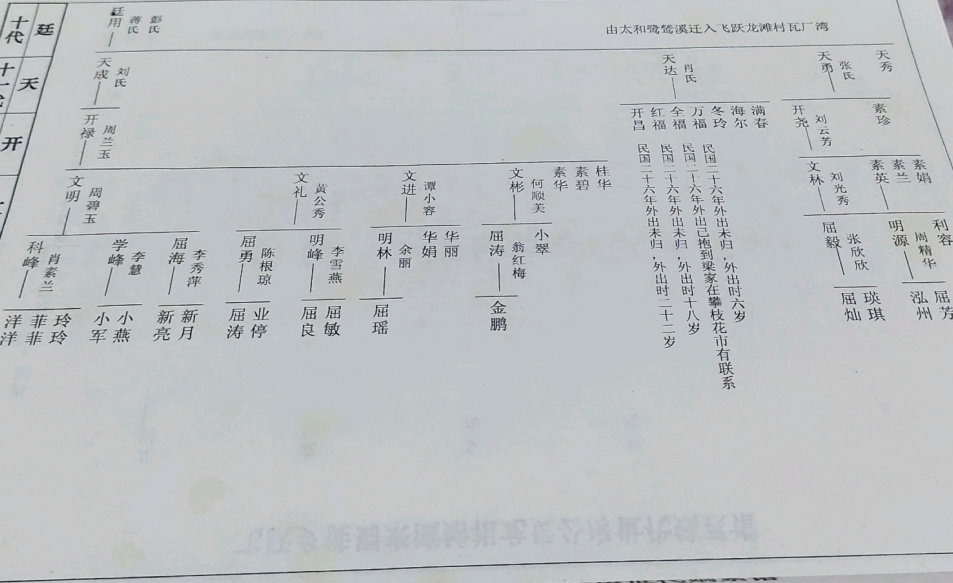 十代
廷
十一代
天
开
廷用
蒋氏
彭氏
由太和鹭鸶溪迁入飞跃龙滩村瓦厂湾
天成
刘氏
天达
肖氏
天勇
张氏
天秀
开禄
周兰玉
开昌
红福
全福
万福
冬玲
海尔
满春
开尧
刘云芳
素珍
民国二十六年外出未归，外出时二十二岁
民国二十六年外出未归，外出时十八岁
民国二十六年外出已抱到梁家在攀枝花市有联系
民国二十六年外出未归，外出时六岁
文明
周碧玉
文礼
黄公秀
文进
谭小容
文彬
何顺美
素华
素碧
桂华
文林
刘光秀
素英
素兰
素娟
科峰
肖素兰
学峰
李慧
屈海
李秀萍
屈勇
陈根琼
明峰
李雪燕
明林
余丽
华娟
华丽
屈涛
翁红梅
小翠
屈毅
张欣欣
明源
周精华
利容
洋洋
菲菲
玲玲
小军
小燕
新亮
新月
屈涛
业停
屈良
屈敏
屈瑶
金鹏
屈灿
瑛琪
泓州
屈芳